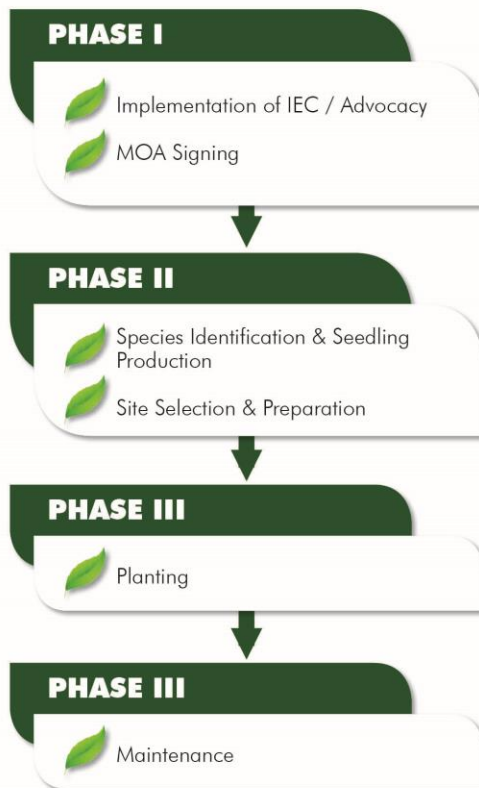 PHASE I
Implementation of IEC / Advocacy
MOA Signing
PHASE II
Species Identification & Seedling
Production
Site Selection & Preparation
PHASE III
Planting
PHASE III
Maintenance